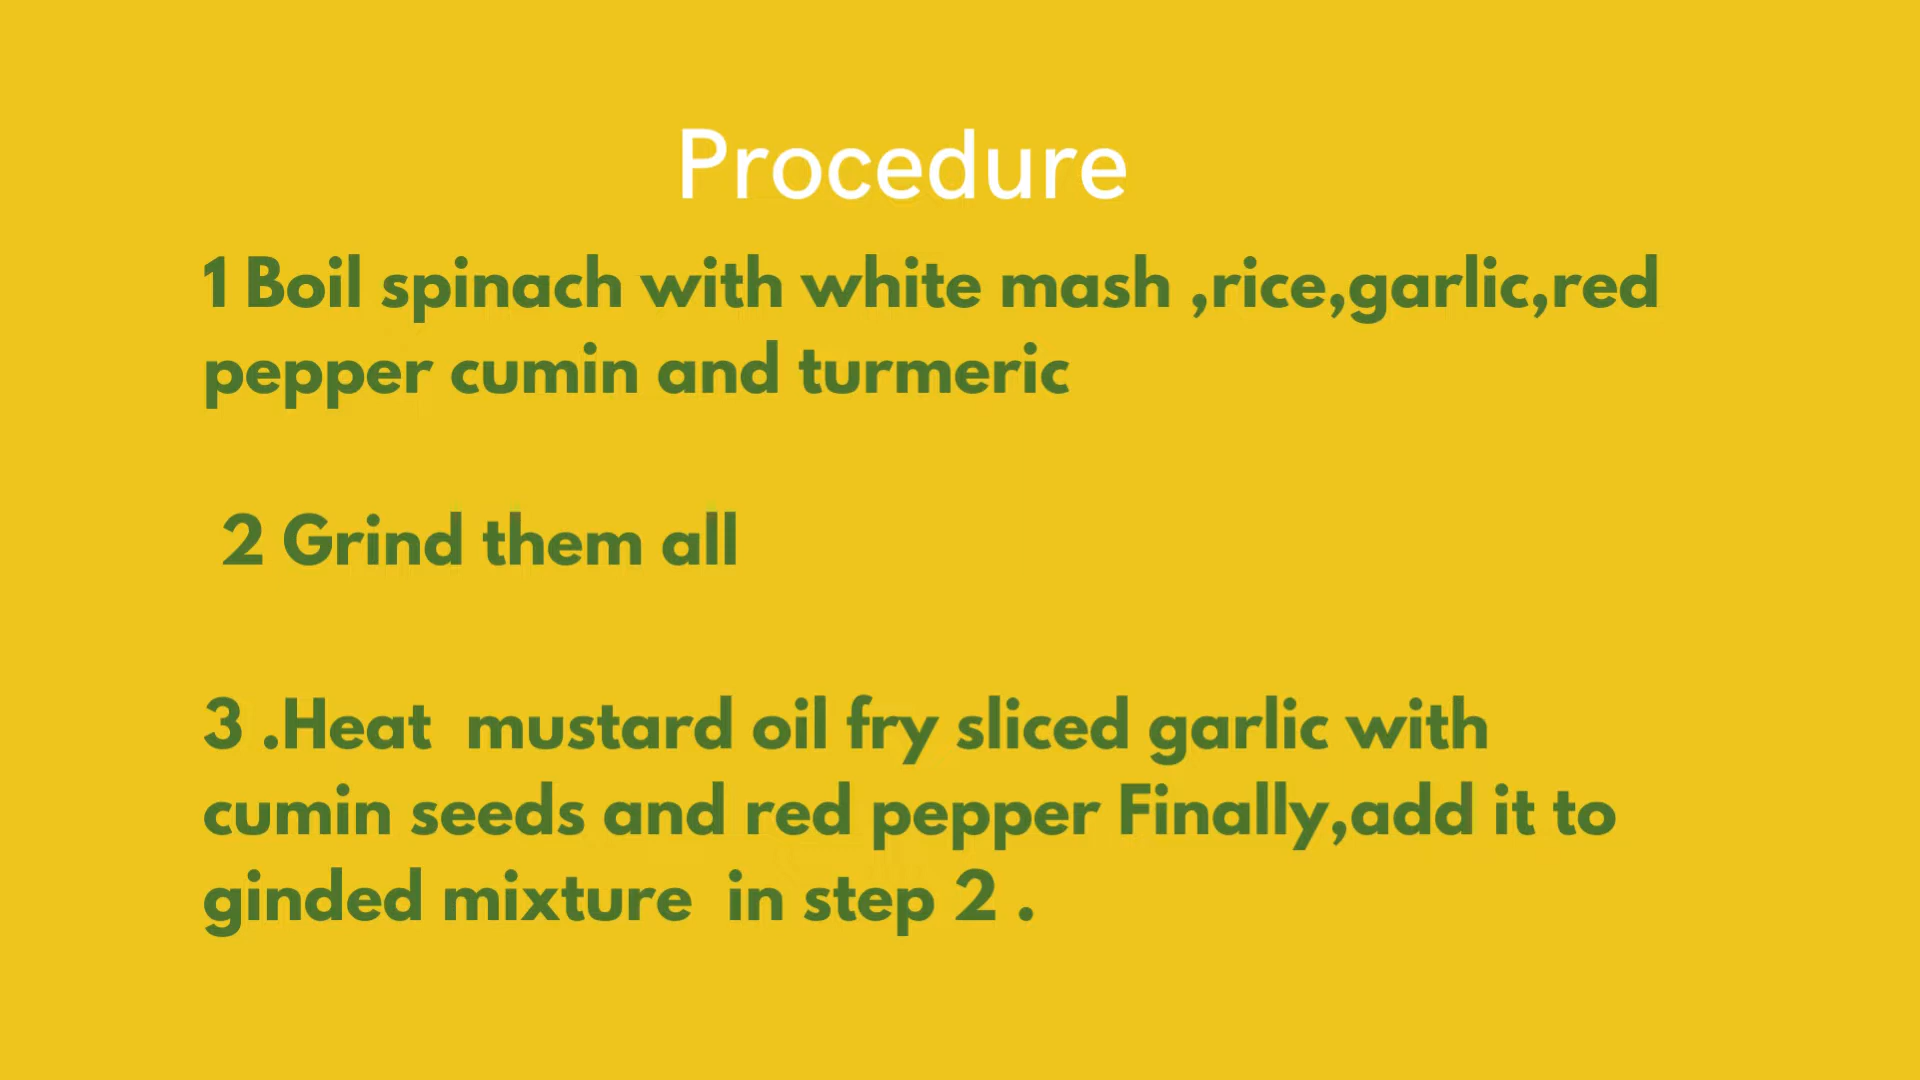 Procedure
1 Boil spinach with white mash ,rice,garlic,red
pepper cumin and turmeric
2 Grind them all
3 .Heat mustard oil fry sliced garlic with
cumin seeds and red pepper Finally,add it to
ginded mixture in step 2 .